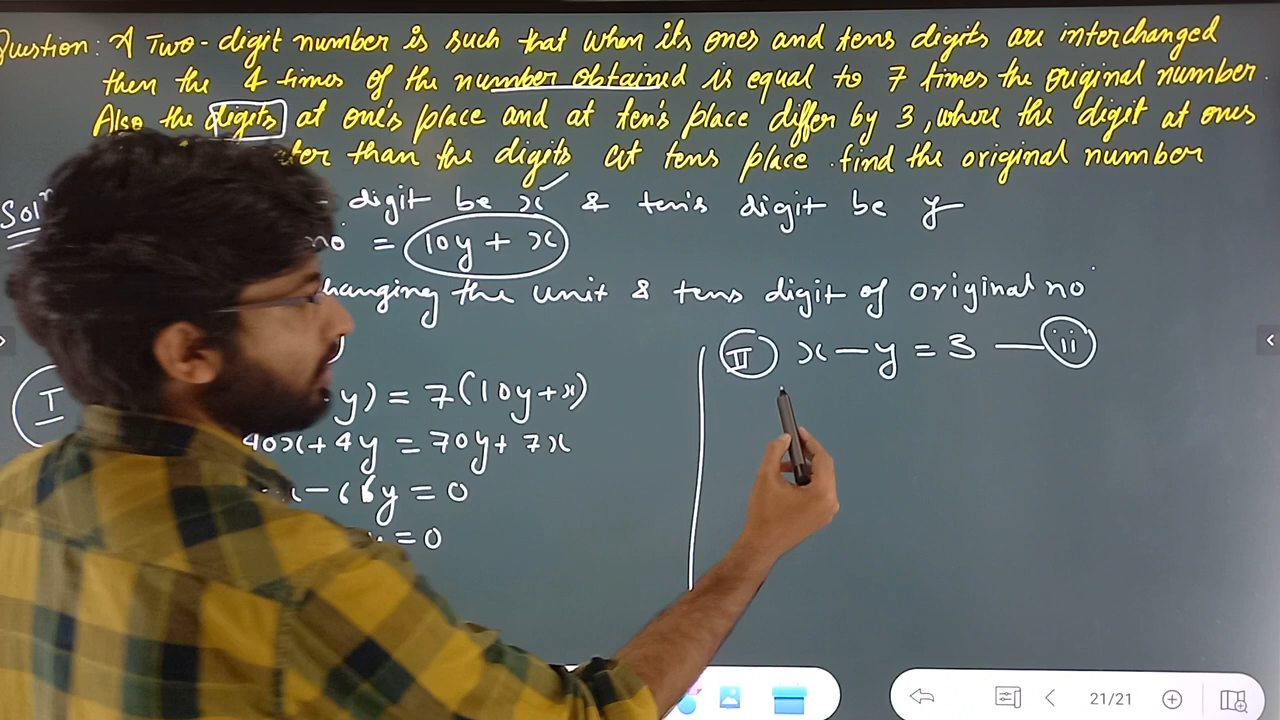 Question: A Two-digit number is such that when its ones and tens digits are interchanged
then the 4 times of the number obtained is equal to 7 times the original number.
Also the digits at one's place and at ten's place differ by 3, where the digit at ones
than the digits at tens place. find the original number
Solⁿ digit be x & ten's digit be y
no = 10y + x
the unit & tens digit of original no
I y) = 7(10y+x)
40x + 4y = 70y + 7x
- 66y = 0
= 0
II x - y = 3 — ii
21/21